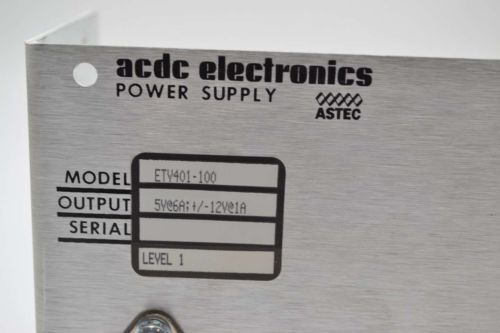 acdc electronics
POWER SUPPLY
ASTEC
MODEL ETV401-100
OUTPUT 5V@6A;+/-12V@1A
SERIAL
LEVEL 1